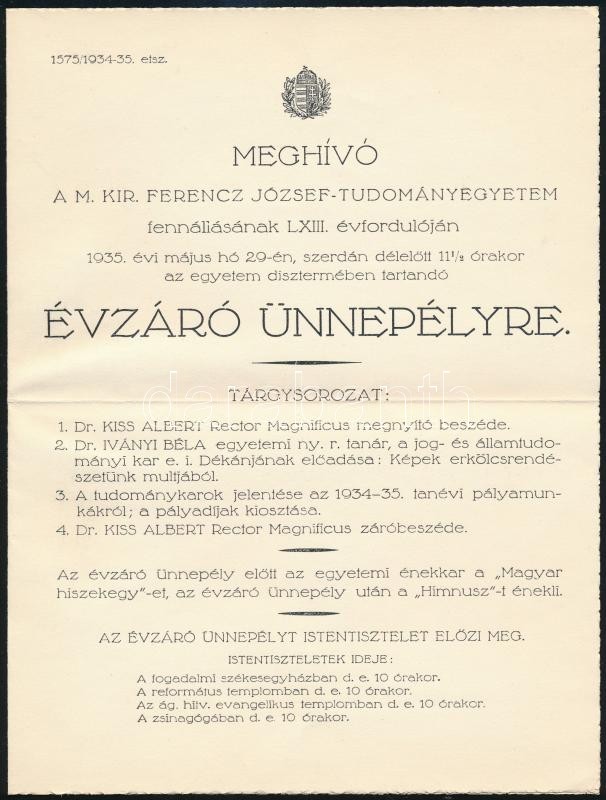 1575/1934-35. etsz.
MEGHÍVÓ
A M. KIR. FERENCZ JÓZSEF-TUDOMÁNYEGYETEM
fennállásának LXIII. évfordulóján
1935. évi május hó 29-én, szerdán délelőtt 11½ órakor
az egyetem dísztermében tartandó
ÉVZÁRÓ ÜNNEPÉLYRE.
TÁRGYSOROZAT:
1. Dr. KISS ALBERT Rector Magnificus megnyitó beszéde.
2. Dr. IVÁNYI BÉLA egyetemi ny. r. tanár, a jog- és államtudo-
mányi kar e. i. Dékánjának előadása: Képek erkölcsrendé-
szetünk multjából.
3. A tudománykarok jelentése az 1934–35. tanévi pályamun-
kákról; a pályadíjak kiosztása.
4. Dr. KISS ALBERT Rector Magnificus záróbeszéde.
Az évzáró ünnepély előtt az egyetemi énekkar a „Magyar
hiszekegy"-et, az évzáró ünnepély után a „Himnusz"-t énekli.
AZ ÉVZÁRÓ ÜNNEPÉLYT ISTENTISZTELET ELŐZI MEG.
ISTENTISZTELETEK IDEJE:
A fogadalmi székesegyházban d. e. 10 órakor.
A református templomban d. e. 10 órakor.
Az ág. hitv. evangelikus templomban d. e. 10 órakor.
A zsinagógában d. e. 10 órakor.